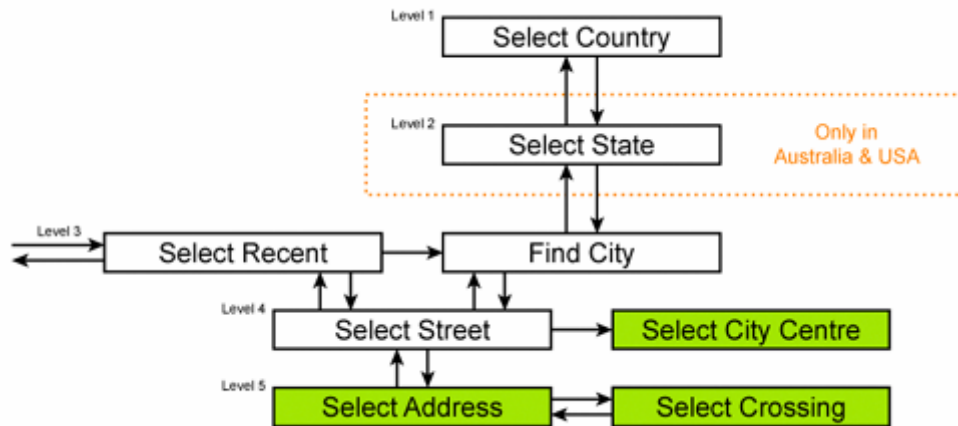 Level 1
Select Country
Level 2
Select State
Only in
Australia & USA
Level 3
Select Recent
Find City
Level 4
Select Street
Select City Centre
Level 5
Select Address
Select Crossing